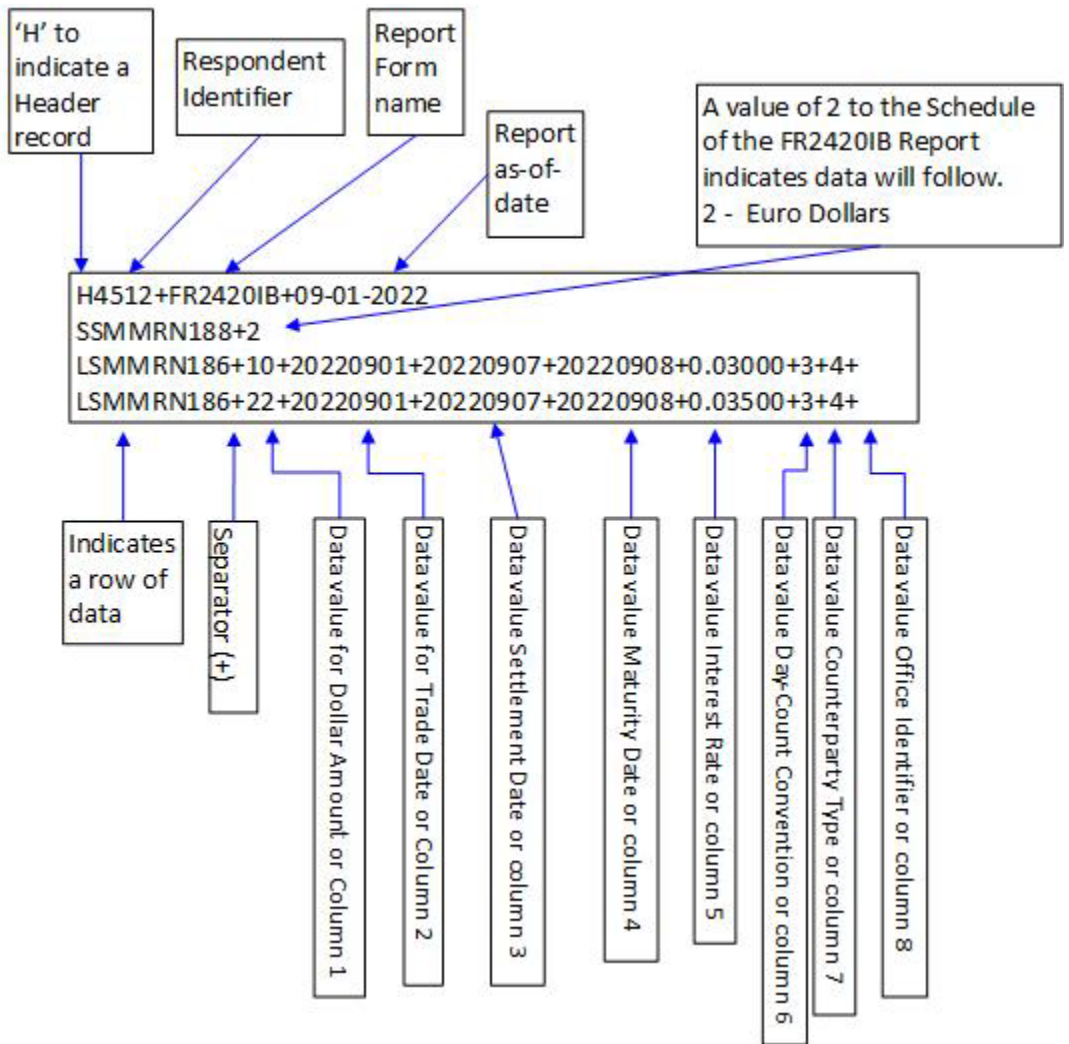 ‘H’ to
indicate a
Header
record
Respondent
Identifier
Report
Form
name
Report
as-of-
date
A value of 2 to the Schedule
of the FR2420IB Report
indicates data will follow.
2 - Euro Dollars
H4512+FR2420IB+09-01-2022
SSMMRN188+2
LSMMRN186+10+20220901+20220907+20220908+0.03000+3+4+
LSMMRN186+22+20220901+20220907+20220908+0.03500+3+4+
Indicates
a row of
data
Separator (+)
Data value for Dollar Amount or Column 1
Data value for Trade Date or Column 2
Data value Settlement Date or column 3
Data value Maturity Date or column 4
Data value Interest Rate or column 5
Data value Day-Count Convention or column 6
Data value Counterparty Type or column 7
Data value Office Identifier or column 8